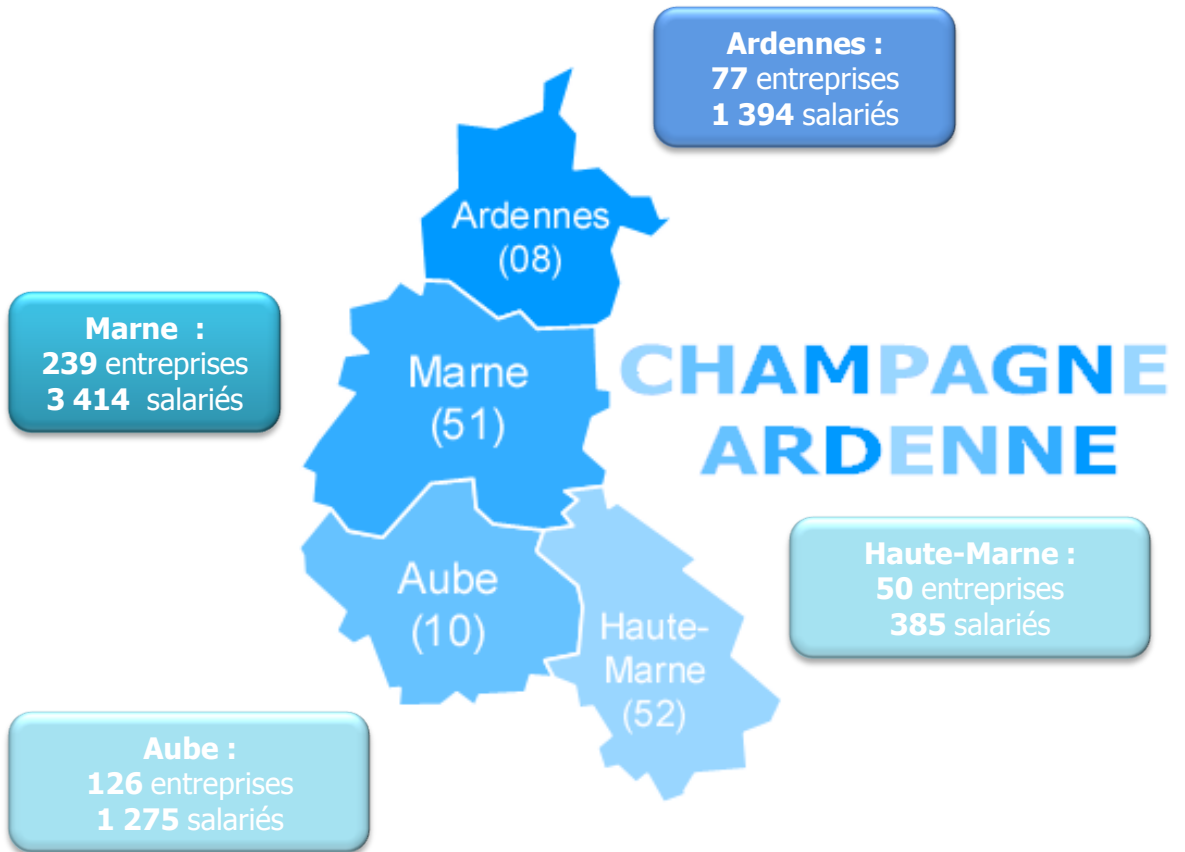 Ardennes :
77 entreprises
1 394 salariés
Ardennes
(08)
Marne :
239 entreprises
3 414 salariés
Marne
(51)
CHAMPAGNE
ARDENNE
Haute-Marne :
50 entreprises
385 salariés
Aube
(10)
Haute-
Marne
(52)
Aube :
126 entreprises
1 275 salariés